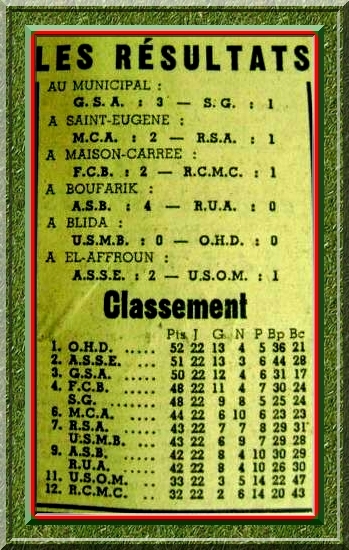 LES RÉSULTATS
AU MUNICIPAL :
G. S. A. : 3 — S. G. : 1
A SAINT-EUGENE :
M.C.A. : 2 — R.S.A. : 1
A MAISON-CARREE :
F.C.B. : 2 — R.C.M.C. : 1
A BOUFARIK :
A.S.B. : 4 — R.U.A. : 0
A BLIDA :
U.S.M.B. : 0 — O.H.D. : 0
A EL-AFFROUN :
A.S.S.E. : 2 — U.S.O.M. : 1
Classement
Pts J G N P Bp Bc
1. O.H.D. ..... 52 22 13 4 5 36 21
2. A.S.S.E. ..... 51 22 13 3 6 44 28
3. G.S.A. ..... 50 22 12 4 6 31 17
4. F.C.B. ..... 48 22 11 4 7 30 24
S.G. ..... 48 22 9 8 5 25 24
6. M.C.A. ..... 44 22 6 10 6 23 23
7. R.S.A. ..... 43 22 7 7 8 29 31
U.S.M.B. ... 43 22 6 9 7 29 28
9. A.S.B. ..... 42 22 8 4 10 30 29
R.U.A. ..... 42 22 8 4 10 26 30
11. U.S.O.M. .. 33 22 3 5 14 22 47
12. R.C.M.C. .. 32 22 2 6 14 20 43